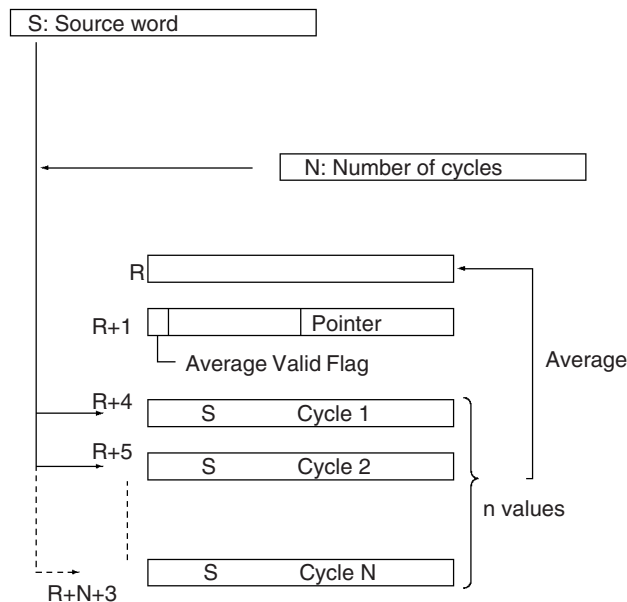 S: Source word
N: Number of cycles
R
R+1 Pointer
Average Valid Flag
Average
R+4 S Cycle 1
R+5 S Cycle 2
n values
S Cycle N
R+N+3